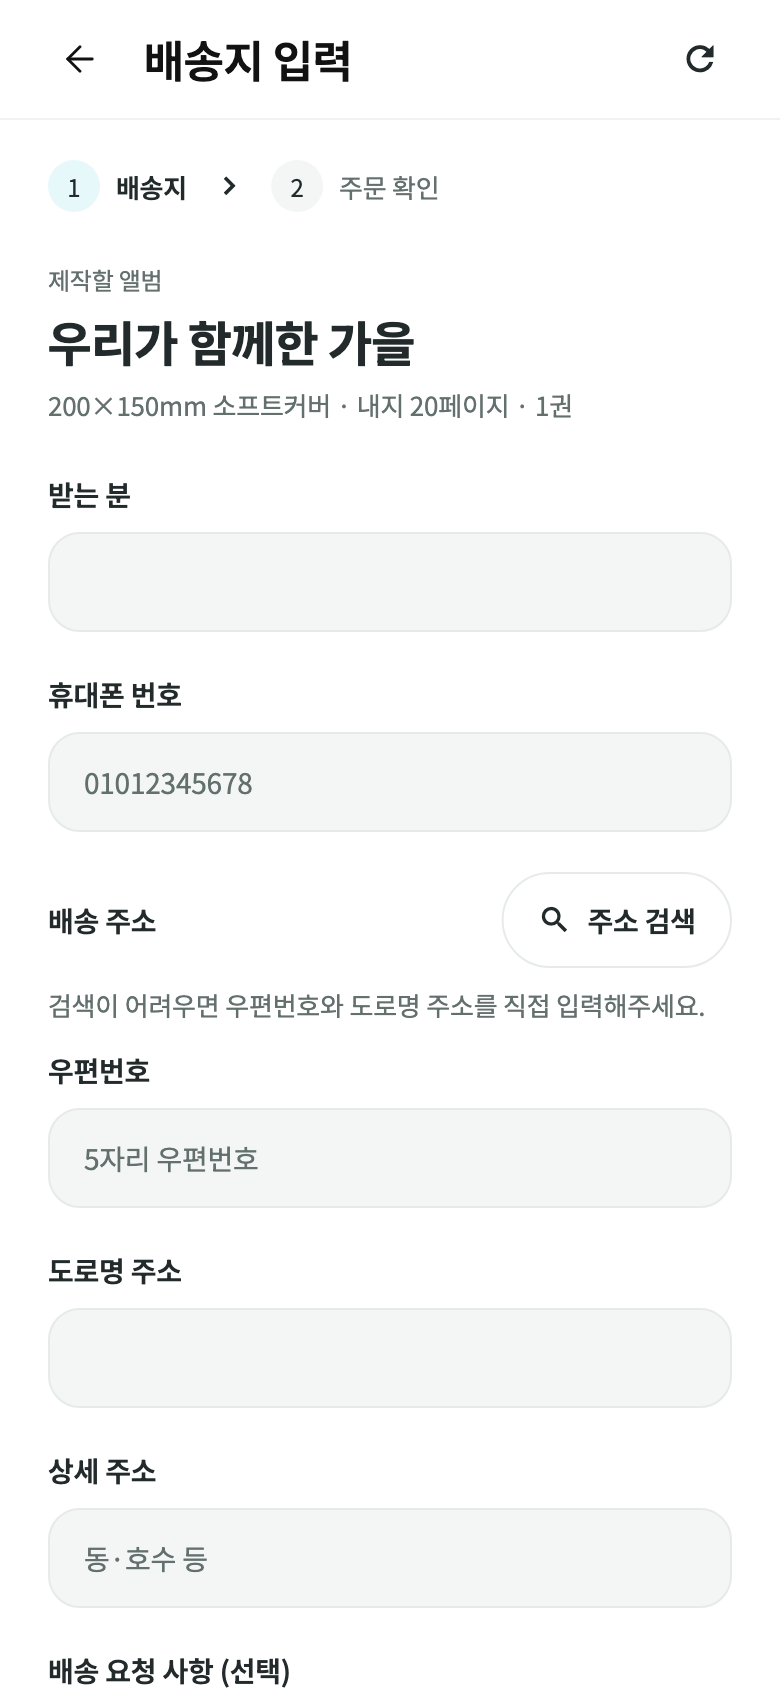 배송지 입력
1 배송지 2 주문 확인
제작할 앨범
우리가 함께한 가을
200×150mm 소프트커버 · 내지 20페이지 · 1권
받는 분
휴대폰 번호
01012345678
배송 주소
주소 검색
검색이 어려우면 우편번호와 도로명 주소를 직접 입력해주세요.
우편번호
5자리 우편번호
도로명 주소
상세 주소
동·호수 등
배송 요청 사항 (선택)